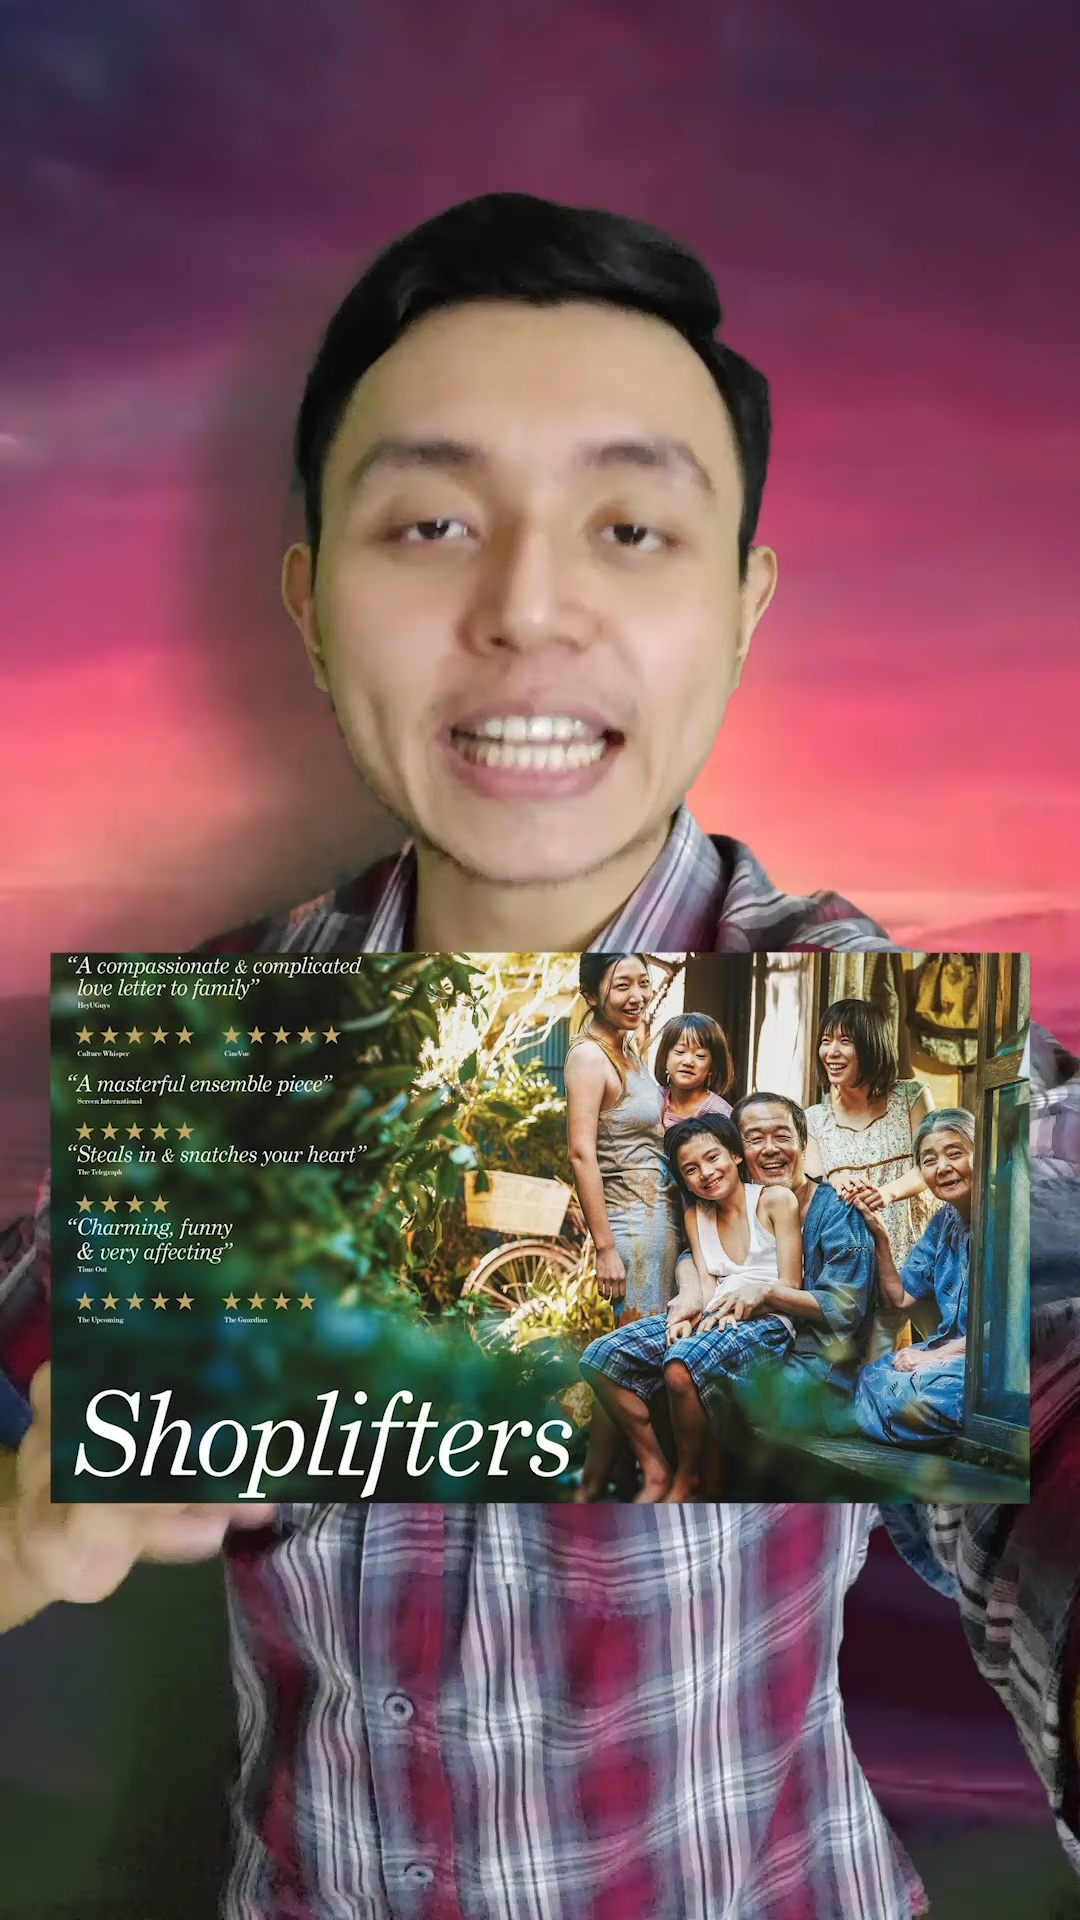 “A compassionate & complicated
love letter to family”
HeyUGuys
★★★★★ ★★★★★
Culture Whisper CineVue
“A masterful ensemble piece”
Screen International
★★★★★
“Steals in & snatches your heart”
The Telegraph
★★★★
“Charming, funny
& very affecting”
Time Out
★★★★★ ★★★★
The Upcoming The Guardian
Shoplifters